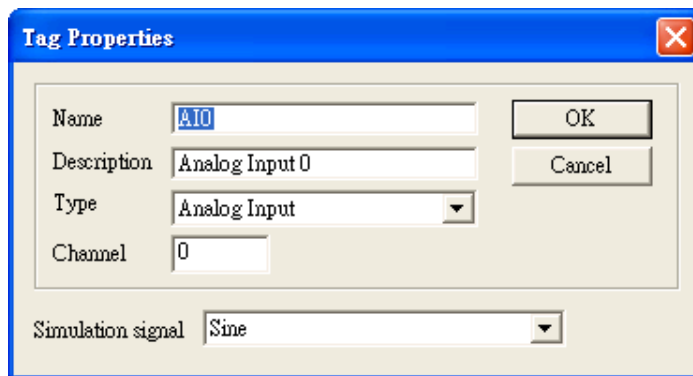 Tag Properties
Name AI0 OK
Description Analog Input 0 Cancel
Type Analog Input
Channel 0
Simulation signal Sine